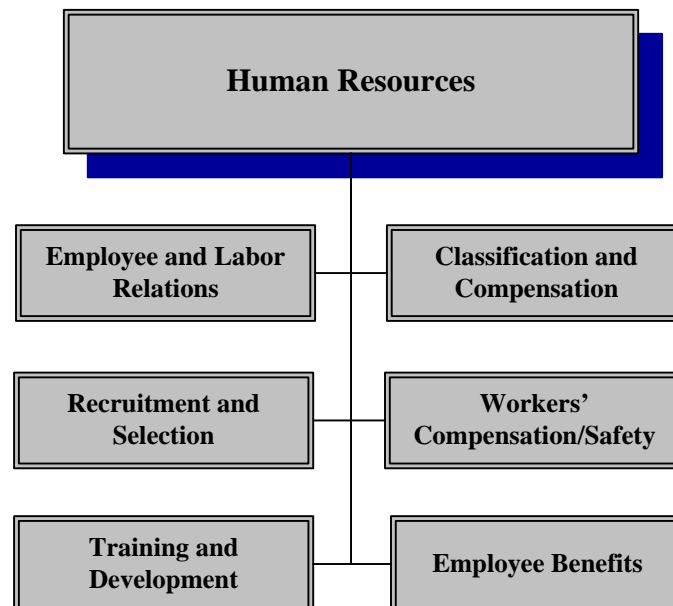 Human Resources
Employee and Labor
Relations
Classification and
Compensation
Recruitment and
Selection
Workers’
Compensation/Safety
Training and
Development
Employee Benefits